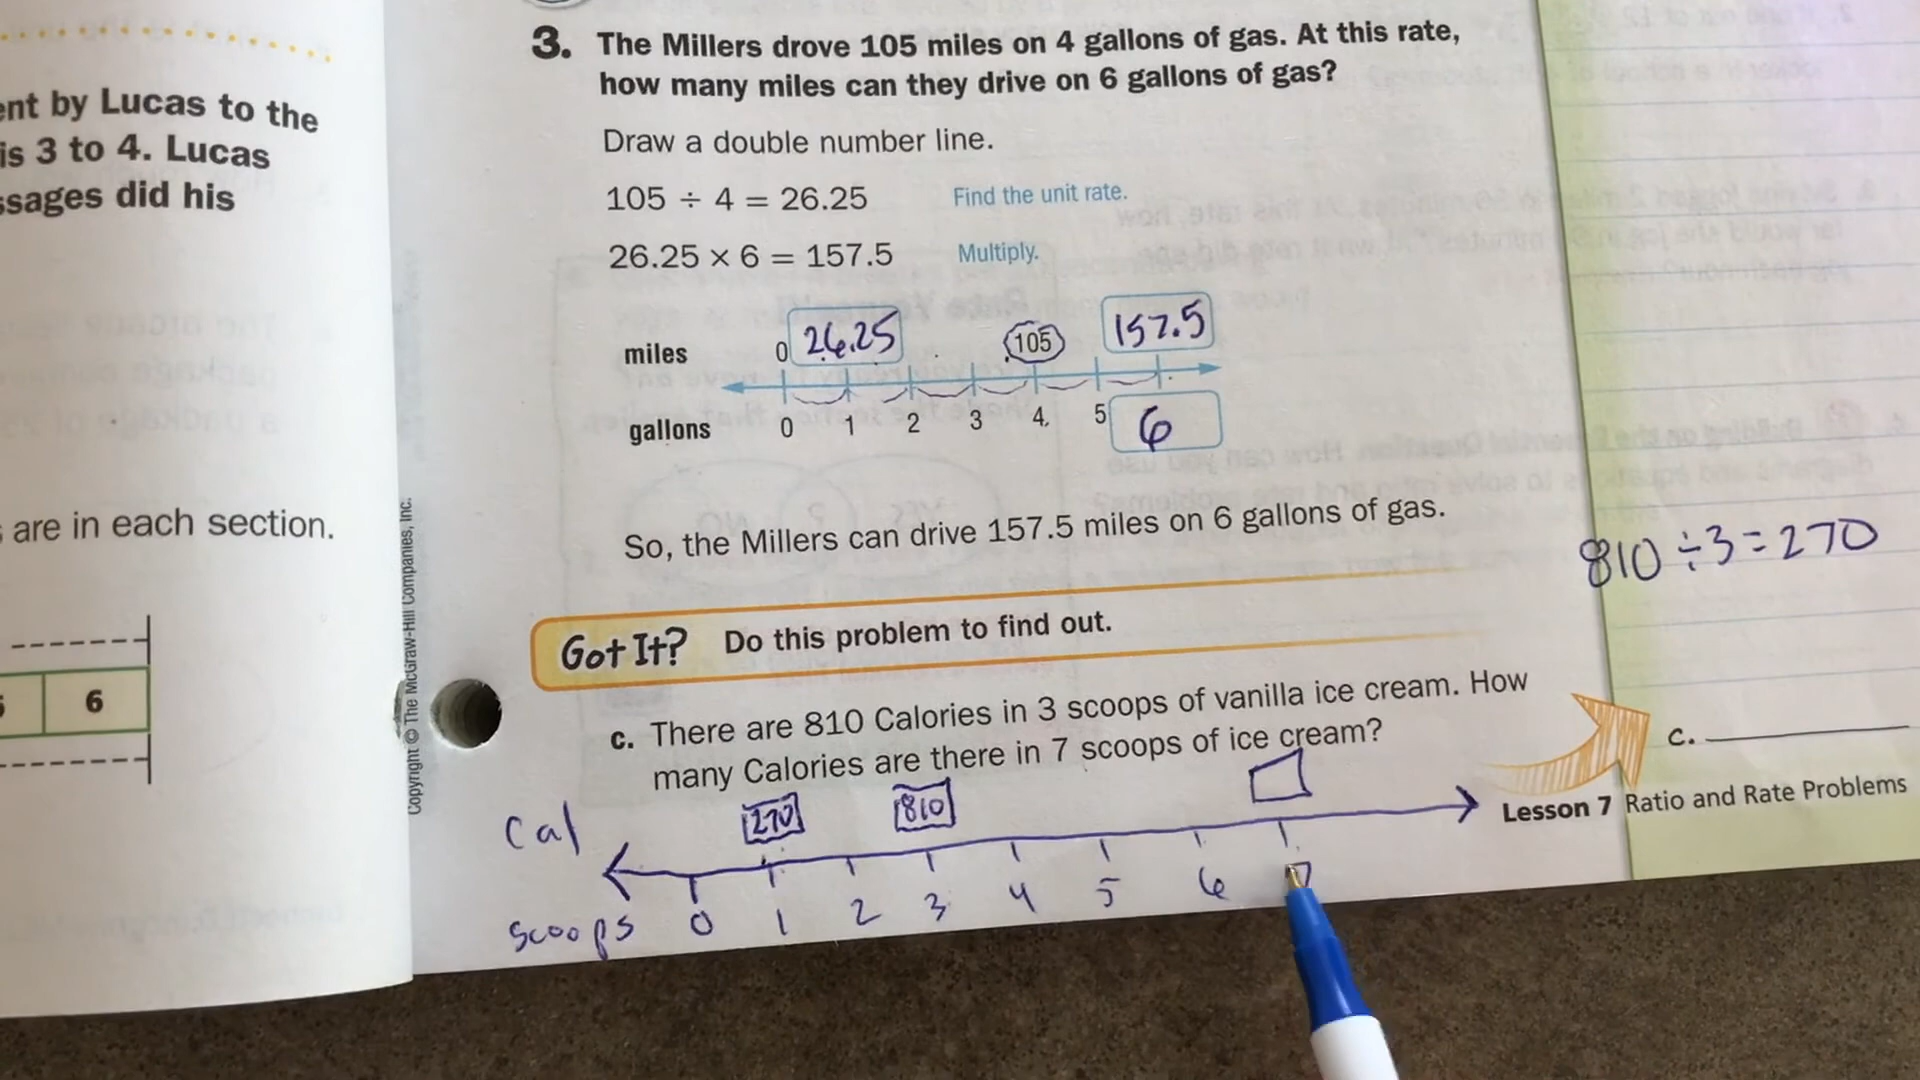 ent by Lucas to the
is 3 to 4. Lucas
ssages did his
are in each section.
6
Copyright © The McGraw-Hill Companies, Inc.
3. The Millers drove 105 miles on 4 gallons of gas. At this rate,
how many miles can they drive on 6 gallons of gas?
Draw a double number line.
105 ÷ 4 = 26.25 Find the unit rate.
26.25 × 6 = 157.5 Multiply.
miles 0 26.25 105 157.5
gallons 0 1 2 3 4 5 6
So, the Millers can drive 157.5 miles on 6 gallons of gas.
810 ÷ 3 = 270
Got It? Do this problem to find out.
c. There are 810 Calories in 3 scoops of vanilla ice cream. How
many Calories are there in 7 scoops of ice cream?
c.
Cal 270 810
scoops 0 1 2 3 4 5 6 7
Lesson 7 Ratio and Rate Problems